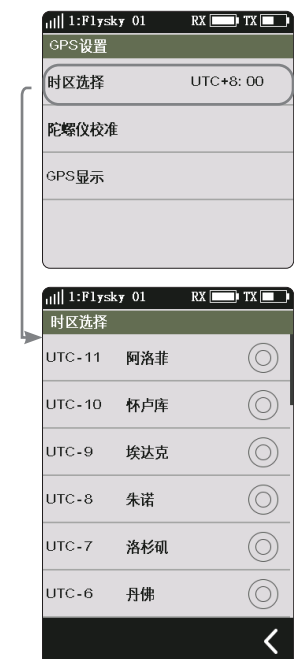 1:Flysky 01 RX TX
GPS设置
时区选择 UTC+8:00
陀螺仪校准
GPS显示
1:Flysky 01 RX TX
时区选择
UTC-11 阿洛菲
UTC-10 怀卢库
UTC-9 埃达克
UTC-8 朱诺
UTC-7 洛杉矶
UTC-6 丹佛